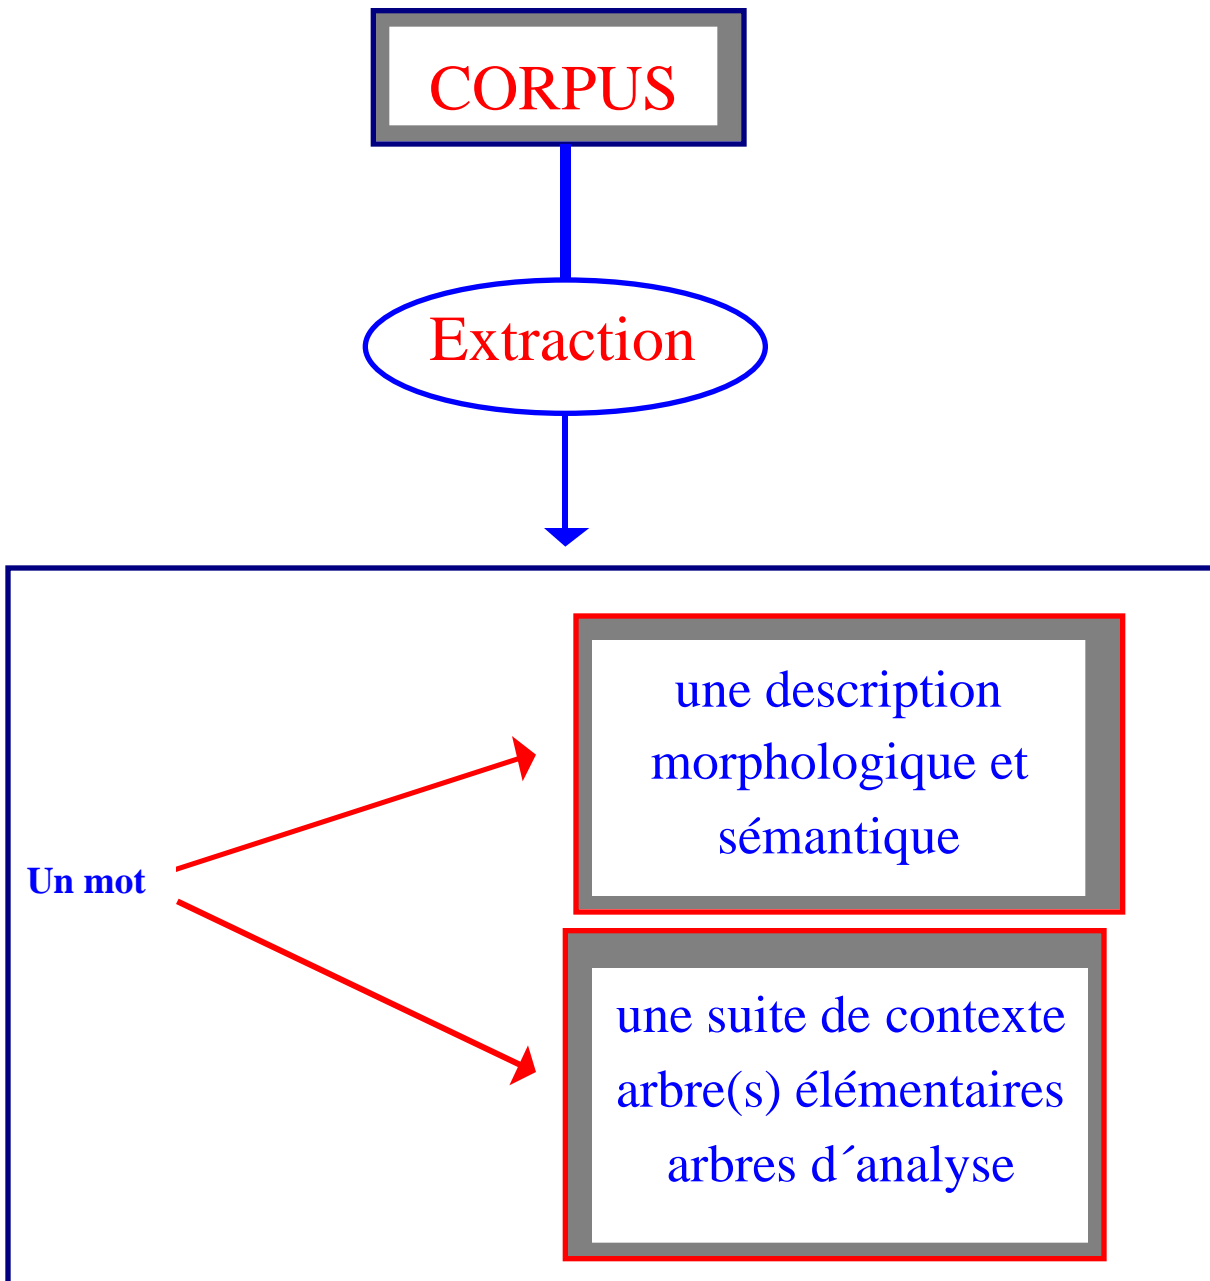 CORPUS
Extraction
une description
morphologique et
sémantique
Un mot
une suite de contexte
arbre(s) élémentaires
arbres d´analyse